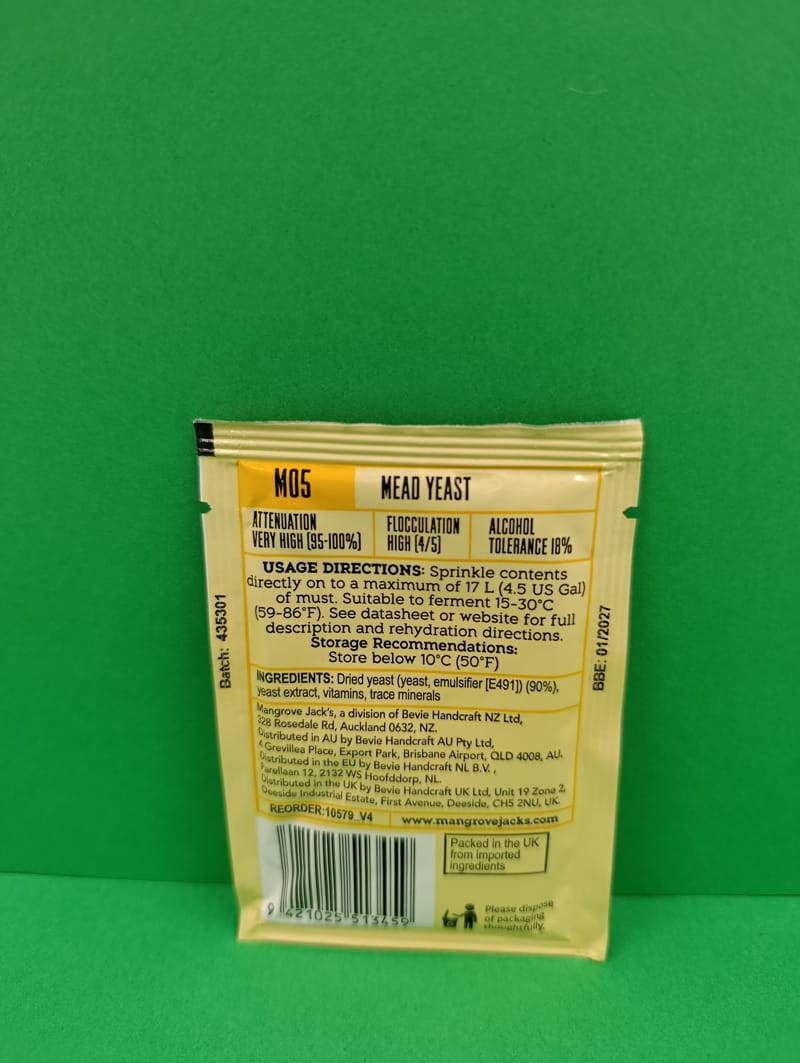 M05
MEAD YEAST
ATTENUATION
VERY HIGH (95-100%)
FLOCCULATION
HIGH (4/5)
ALCOHOL
TOLERANCE 18%
USAGE DIRECTIONS: Sprinkle contents
directly on to a maximum of 17 L (4.5 US Gal)
of must. Suitable to ferment 15-30°C
(59-86°F). See datasheet or website for full
description and rehydration directions.
Storage Recommendations:
Store below 10°C (50°F)
INGREDIENTS: Dried yeast (yeast, emulsifier [E491]) (90%),
yeast extract, vitamins, trace minerals
Mangrove Jack's, a division of Bevie Handcraft NZ Ltd,
328 Rosedale Rd, Auckland 0632, NZ.
Distributed in AU by Bevie Handcraft AU Pty Ltd,
4 Grevillea Place, Export Park, Brisbane Airport, QLD 4008, AU.
Distributed in the EU by Bevie Handcraft NL B.V.,
Parellaan 12, 2132 WS Hoofddorp, NL.
Distributed in the UK by Bevie Handcraft UK Ltd, Unit 19 Zone 2,
Deeside Industrial Estate, First Avenue, Deeside, CH5 2NU, UK.
REORDER:10579_V4
www.mangrovejacks.com
Packed in the UK
from imported
ingredients
9 421025 513459
Please dispose
of packaging
thoughtfully.
Batch: 435301
BBE: 01/2027